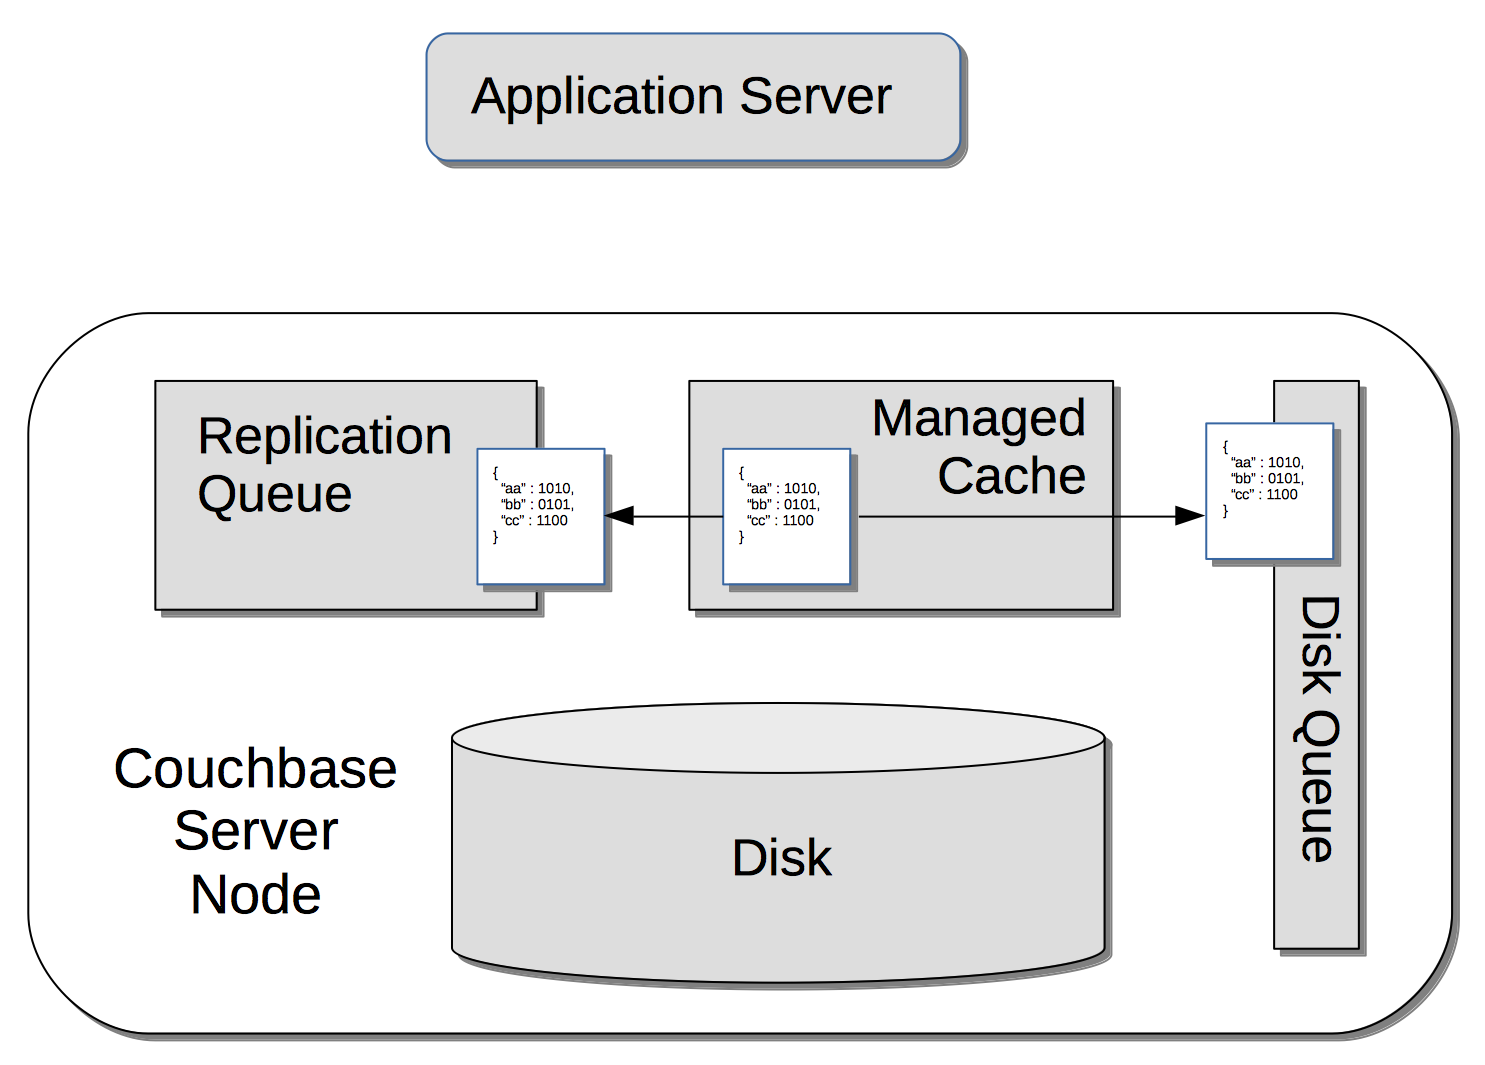 Application Server
Replication
Queue
{
"aa" : 1010,
"bb" : 0101,
"cc" : 1100
}
{
"aa" : 1010,
"bb" : 0101,
"cc" : 1100
}
Managed
Cache
{
"aa" : 1010,
"bb" : 0101,
"cc" : 1100
}
Disk Queue
Couchbase
Server
Node
Disk